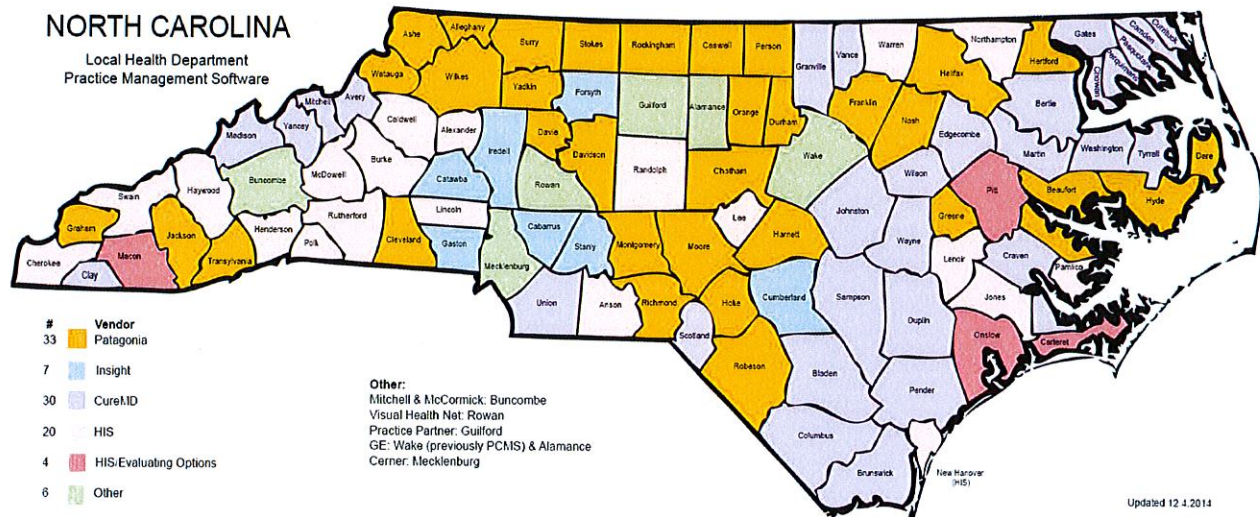 NORTH CAROLINA
Local Health Department
Practice Management Software
Ashe
Alleghany
Surry
Stokes
Rockingham
Caswell
Person
Granville
Vance
Warren
Northampton
Hertford
Gates
Camden
Currituck
Pasquotank
Perquimans
Chowan
Watauga
Wilkes
Yadkin
Forsyth
Guilford
Alamance
Orange
Durham
Franklin
Halifax
Nash
Bertie
Mitchell
Avery
Caldwell
Alexander
Iredell
Davie
Davidson
Randolph
Chatham
Wake
Edgecombe
Martin
Washington
Tyrrell
Dare
Madison
Yancey
Burke
McDowell
Catawba
Rowan
Wilson
Pitt
Beaufort
Hyde
Buncombe
Haywood
Swain
Rutherford
Lincoln
Cabarrus
Stanly
Montgomery
Moore
Lee
Harnett
Johnston
Greene
Wayne
Graham
Jackson
Henderson
Polk
Cleveland
Gaston
Mecklenburg
Lenoir
Craven
Pamlico
Cherokee
Macon
Clay
Transylvania
Union
Anson
Richmond
Hoke
Cumberland
Sampson
Duplin
Jones
Onslow
Carteret
Scotland
Robeson
Bladen
Pender
Columbus
Brunswick
New Hanover
(HIS)
# Vendor
33 Patagonia
7 Insight
30 CureMD
20 HIS
4 HIS/Evaluating Options
6 Other
Other:
Mitchell & McCormick: Buncombe
Visual Health Net: Rowan
Practice Partner: Guilford
GE: Wake (previously PCMS) & Alamance
Cerner: Mecklenburg
Updated 12.4.2014